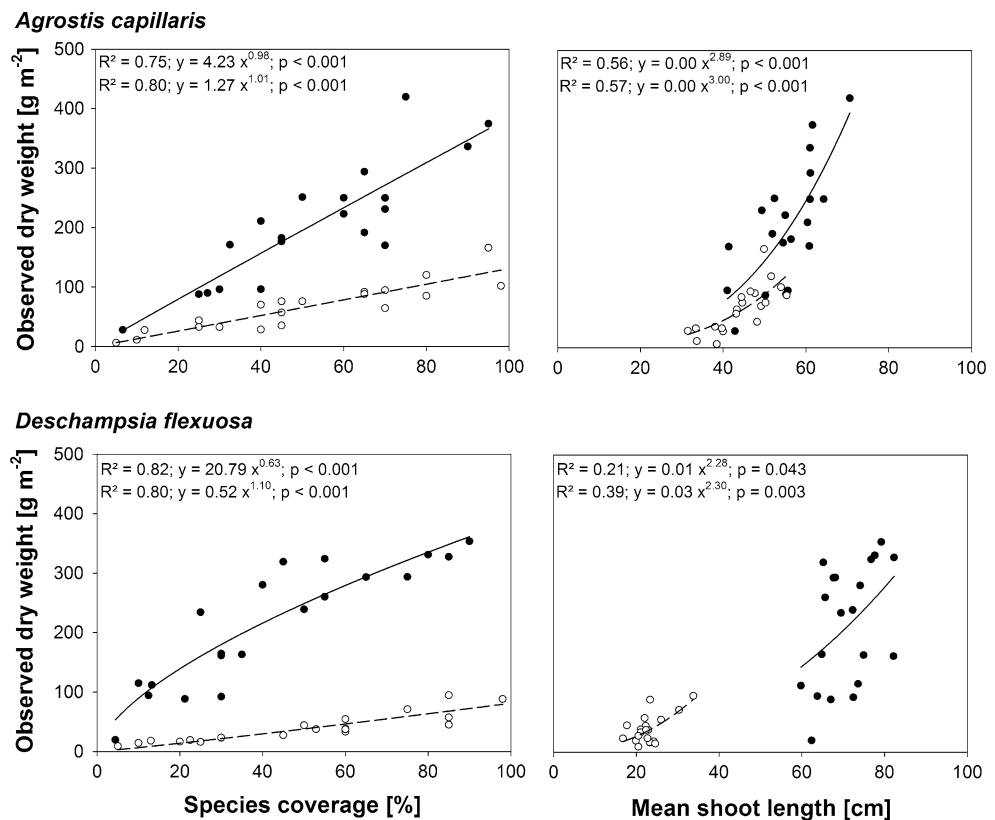 Agrostis capillaris
R² = 0.75; y = 4.23 x^0.98; p < 0.001
R² = 0.80; y = 1.27 x^1.01; p < 0.001
R² = 0.56; y = 0.00 x^2.89; p < 0.001
R² = 0.57; y = 0.00 x^3.00; p < 0.001
Observed dry weight [g m⁻²]
500
400
300
200
100
0
0 20 40 60 80 100
0 20 40 60 80 100
Deschampsia flexuosa
R² = 0.82; y = 20.79 x^0.63; p < 0.001
R² = 0.80; y = 0.52 x^1.10; p < 0.001
R² = 0.21; y = 0.01 x^2.28; p = 0.043
R² = 0.39; y = 0.03 x^2.30; p = 0.003
Observed dry weight [g m⁻²]
500
400
300
200
100
0
0 20 40 60 80 100
0 20 40 60 80 100
Species coverage [%]
Mean shoot length [cm]